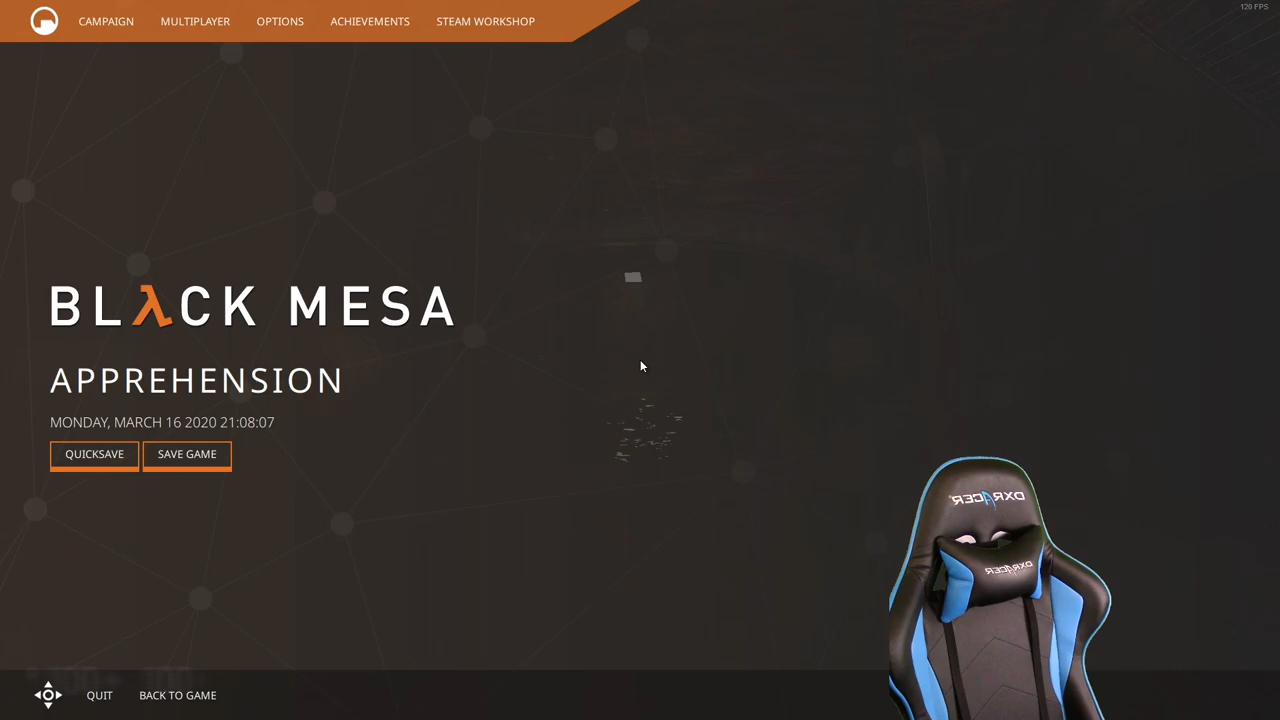 CAMPAIGN MULTIPLAYER OPTIONS ACHIEVEMENTS STEAM WORKSHOP
120 FPS
BLλCK MESA
APPREHENSION
MONDAY, MARCH 16 2020 21:08:07
QUICKSAVE SAVE GAME
DXRACER
DXRACER
QUIT BACK TO GAME